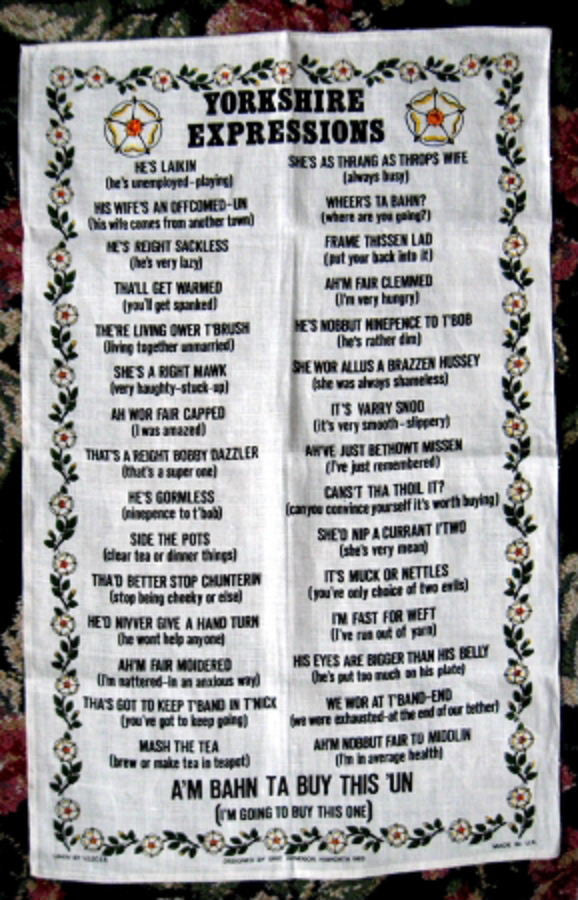 YORKSHIRE
EXPRESSIONS
HE'S LAIKIN
(he's unemployed-playing)
HIS WIFE'S AN OFFCOMED-UN
(his wife comes from another town)
HE'S REIGHT SACKLESS
(he's very lazy)
THA'LL GET WARMED
(you'll get spanked)
THE'RE LIVING OWER T'BRUSH
(living together unmarried)
SHE'S A RIGHT MAWK
(very haughty-stuck-up)
AH WOR FAIR CAPPED
(I was amazed)
THAT'S A REIGHT BOBBY DAZZLER
(that's a super one)
HE'S GORMLESS
(ninepence to t'bob)
SIDE THE POTS
(clear tea or dinner things)
THA'D BETTER STOP CHUNTERIN
(stop being cheeky or else)
HE'D NIVVER GIVE A HAND TURN
(he wont help anyone)
AH'M FAIR MOIDERED
(I'm nattered-in an anxious way)
THA'S GOT TO KEEP T'BAND IN T'NICK
(you've got to keep going)
MASH THE TEA
(brew or make tea in teapot)
SHE'S AS THRANG AS THROPS WIFE
(always busy)
WHEER'S TA BAHN?
(where are you going?)
FRAME THISSEN LAD
(put your back into it)
AH'M FAIR CLEMMED
(I'm very hungry)
HE'S NOBBUT NINEPENCE TO T'BOB
(he's rather dim)
SHE WOR ALLUS A BRAZZEN HUSSEY
(she was always shameless)
IT'S VARRY SNOD
(it's very smooth-slippery)
AH'VE JUST BETHOWT MISSEN
(I've just remembered)
CANS'T THA THOIL IT?
(can you convince yourself it's worth buying)
SHE'D NIP A CURRANT I'TWO
(she's very mean)
IT'S MUCK OR NETTLES
(you've only choice of two evils)
I'M FAST FOR WEFT
(I've run out of yarn)
HIS EYES ARE BIGGER THAN HIS BELLY
(he's put too much on his plate)
WE WOR AT T'BAND-END
(we were exhausted-at the end of our tether)
AH'M NOBBUT FAIR TO MIDDLIN
(I'm in average health)
A'M BAHN TA BUY THIS 'UN
(I'M GOING TO BUY THIS ONE)
DESIGNED BY
MADE IN U.K.